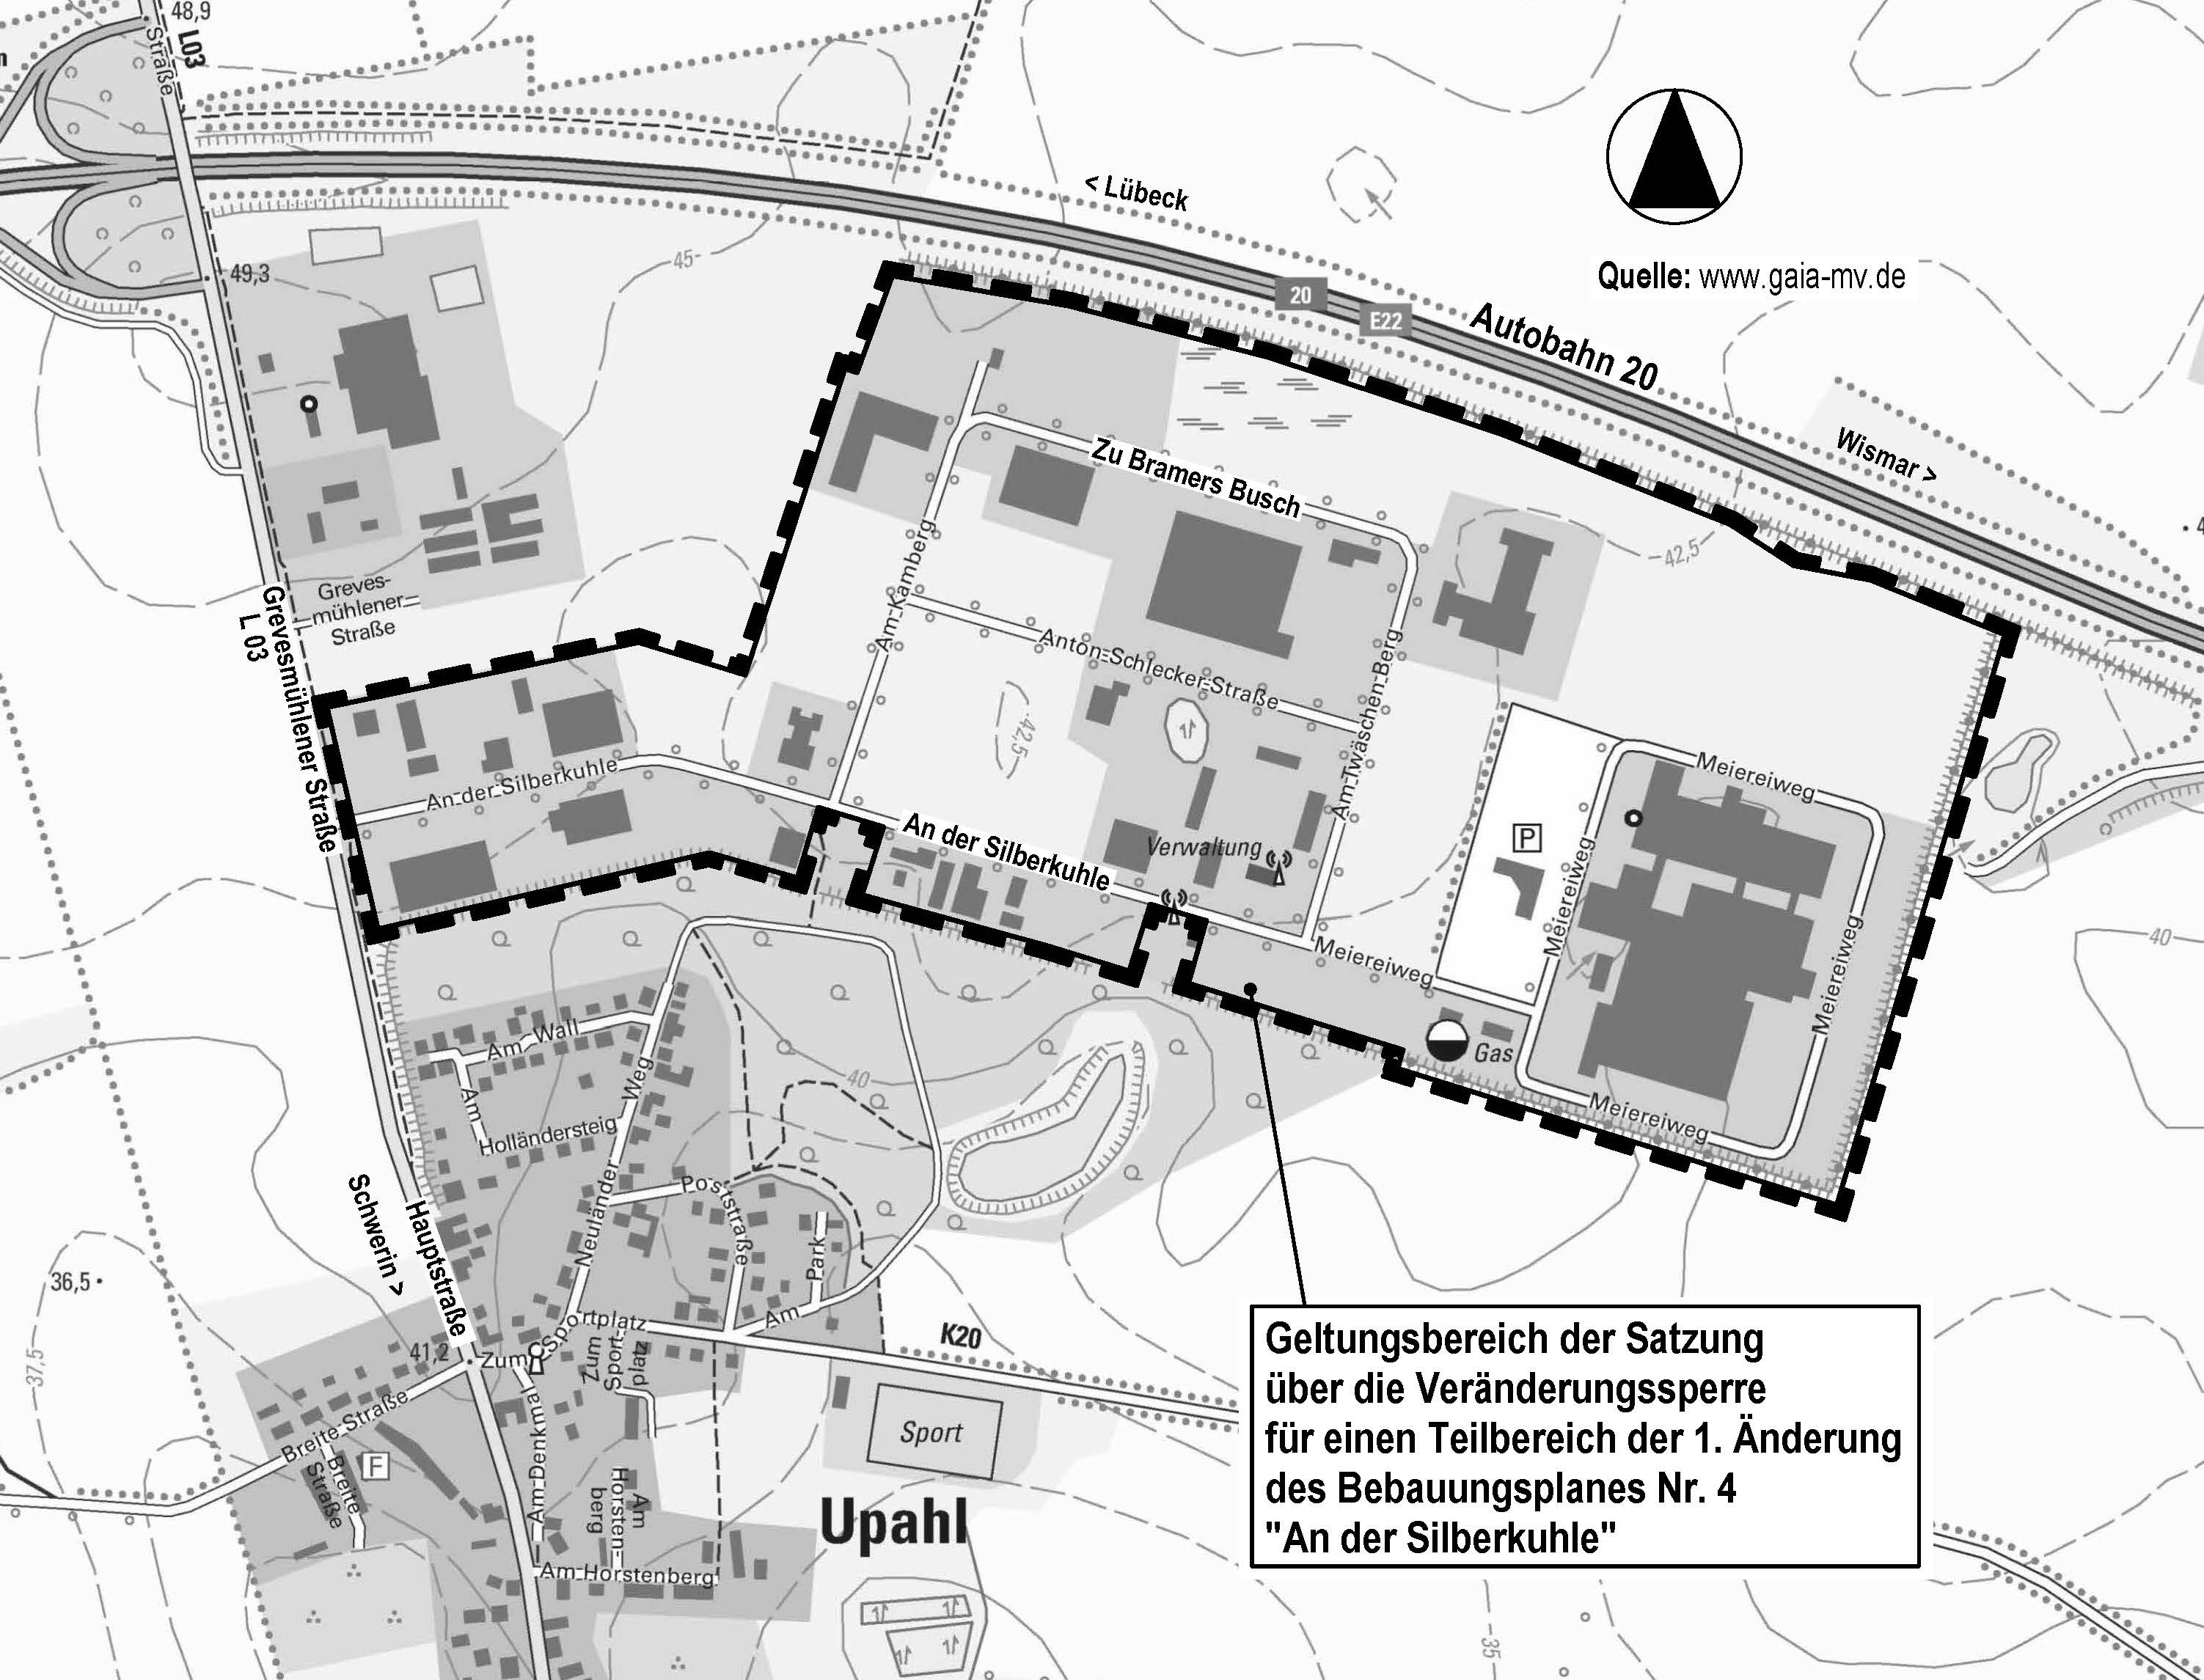 48,9
L03
Straße
< Lübeck
Quelle: www.gaia-mv.de
49,3
45
20
E22
Autobahn 20
Wismar >
Zu Bramers Busch
42,5
Greves-
mühlener
Straße
Grevesmühlener Straße
L 03
Am Kamberg
Anton-Schlecker-Straße
Am Twäschen Berg
42,5
An der Silberkuhle
Meiereiweg
An der Silberkuhle
Verwaltung
P
Meiereiweg
Meiereiweg
Meiereiweg
40
Gas
Meiereiweg
Am Wall
Am
Holländersteig
Neuländer Weg
40
Poststraße
Park
Am
Schwerin >
Hauptstraße
36,5
37,5
41,2
Zum Sportplatz
Zum
Sport-
platz
K20
Sport
Breite Straße
Breite
Straße
F
Am Denkmal
Am
Horsten-
berg
Am Horstenberg
Upahl
35
Geltungsbereich der Satzung
über die Veränderungssperre
für einen Teilbereich der 1. Änderung
des Bebauungsplanes Nr. 4
"An der Silberkuhle"